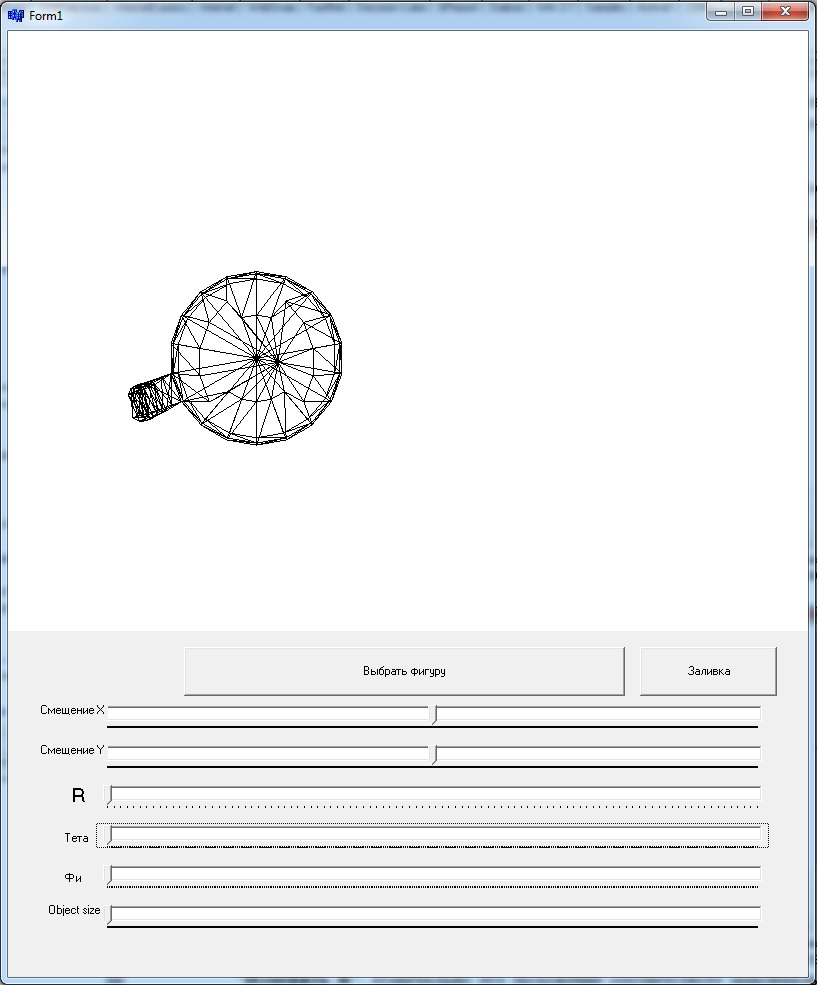 Form1
Выбрать фигуру
Заливка
Смещение X
Смещение Y
R
Тета
Фи
Object size